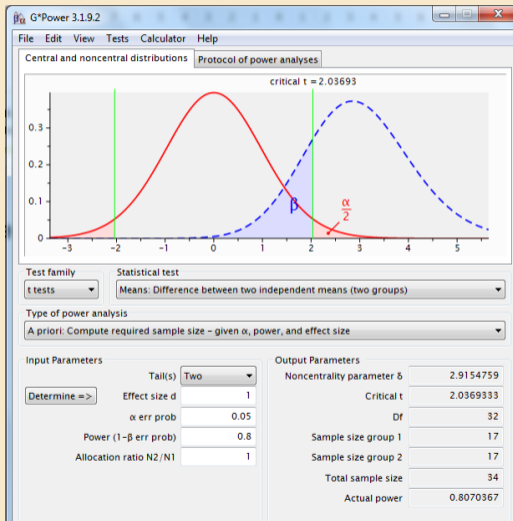 G*Power 3.1.9.2
File Edit View Tests Calculator Help
Central and noncentral distributions Protocol of power analyses
critical t = 2.03693
0.3
0.2
0.1
0
β
α
2
-3 -2 -1 0 1 2 3 4 5
Test family Statistical test
t tests Means: Difference between two independent means (two groups)
Type of power analysis
A priori: Compute required sample size – given α, power, and effect size
Input Parameters
Tail(s) Two
Determine => Effect size d 1
α err prob 0.05
Power (1-β err prob) 0.8
Allocation ratio N2/N1 1
Output Parameters
Noncentrality parameter δ 2.9154759
Critical t 2.0369333
Df 32
Sample size group 1 17
Sample size group 2 17
Total sample size 34
Actual power 0.8070367